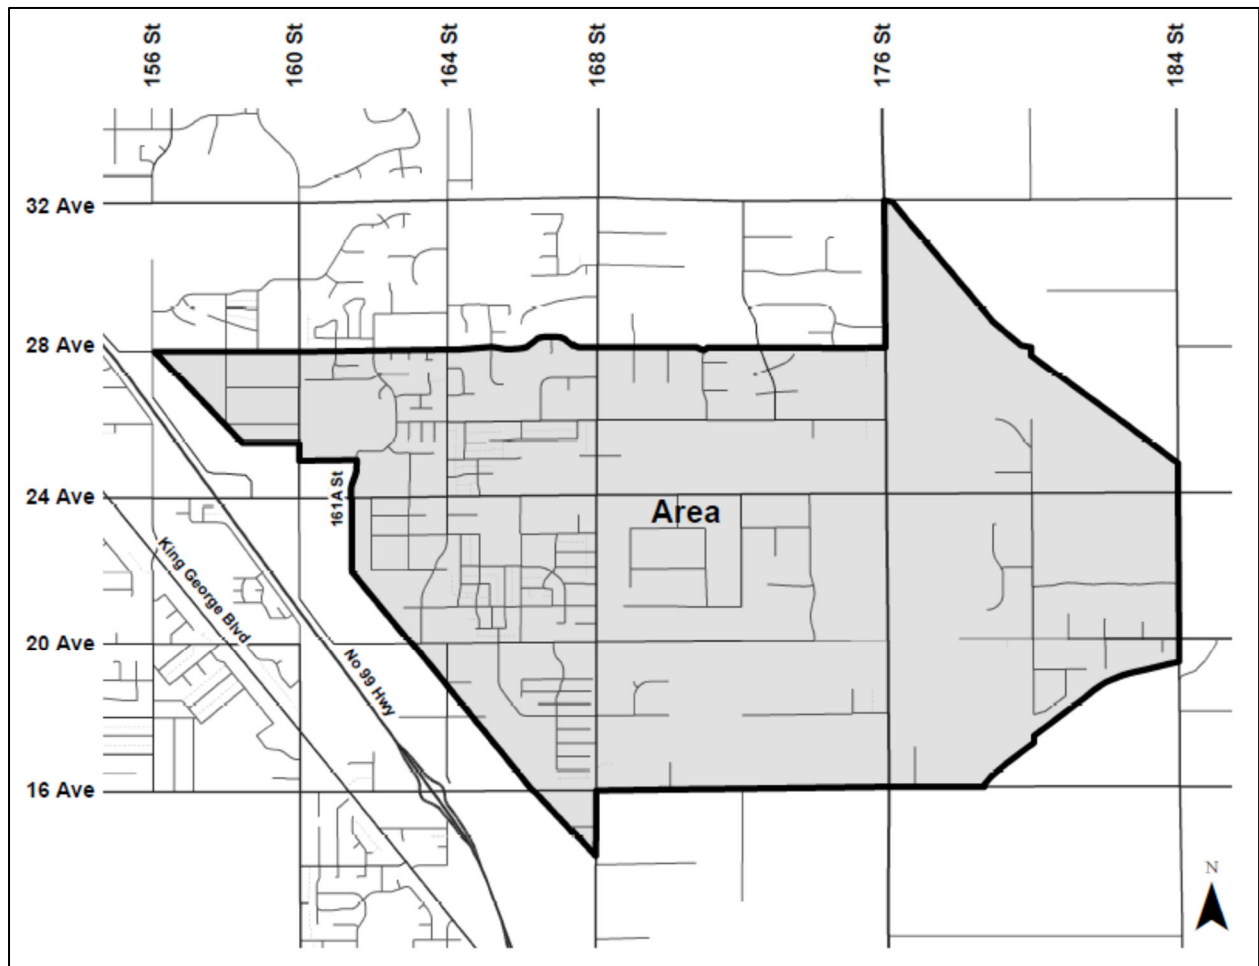 156 St
160 St
164 St
168 St
176 St
184 St
32 Ave
28 Ave
24 Ave
161A St
Area
King George Blvd
20 Ave
No 99 Hwy
16 Ave
N